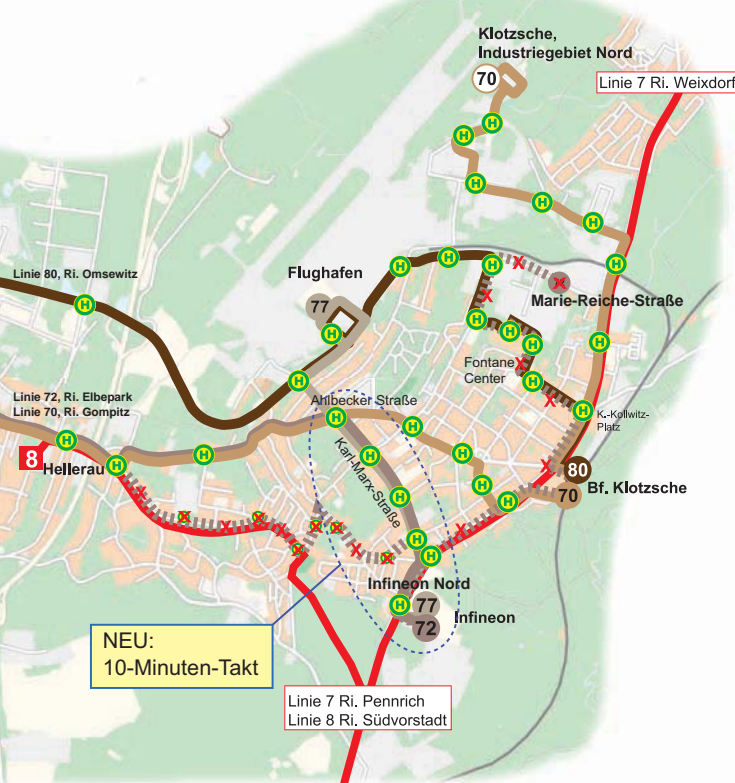 Klotzsche,
Industriegebiet Nord
70
Linie 7 Ri. Weixdorf
Linie 80, Ri. Omsewitz
Flughafen
77
Marie-Reiche-Straße
Fontane
Center
Linie 72, Ri. Elbepark
Linie 70, Ri. Gompitz
Ahlbecker Straße
K.-Kollwitz-
Platz
8
Hellerau
Karl-Marx-Straße
80
Bf. Klotzsche
70
Infineon Nord
77
Infineon
72
NEU:
10-Minuten-Takt
Linie 7 Ri. Pennrich
Linie 8 Ri. Südvorstadt